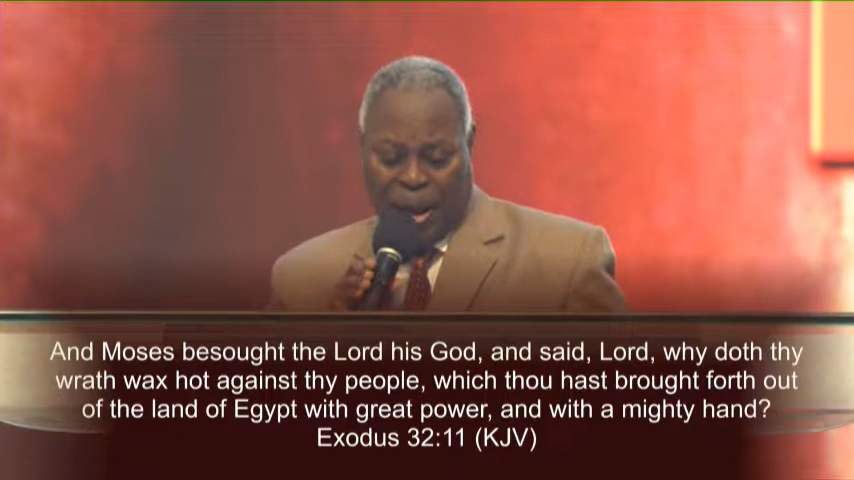 And Moses besought the Lord his God, and said, Lord, why doth thy
wrath wax hot against thy people, which thou hast brought forth out
of the land of Egypt with great power, and with a mighty hand?
Exodus 32:11 (KJV)